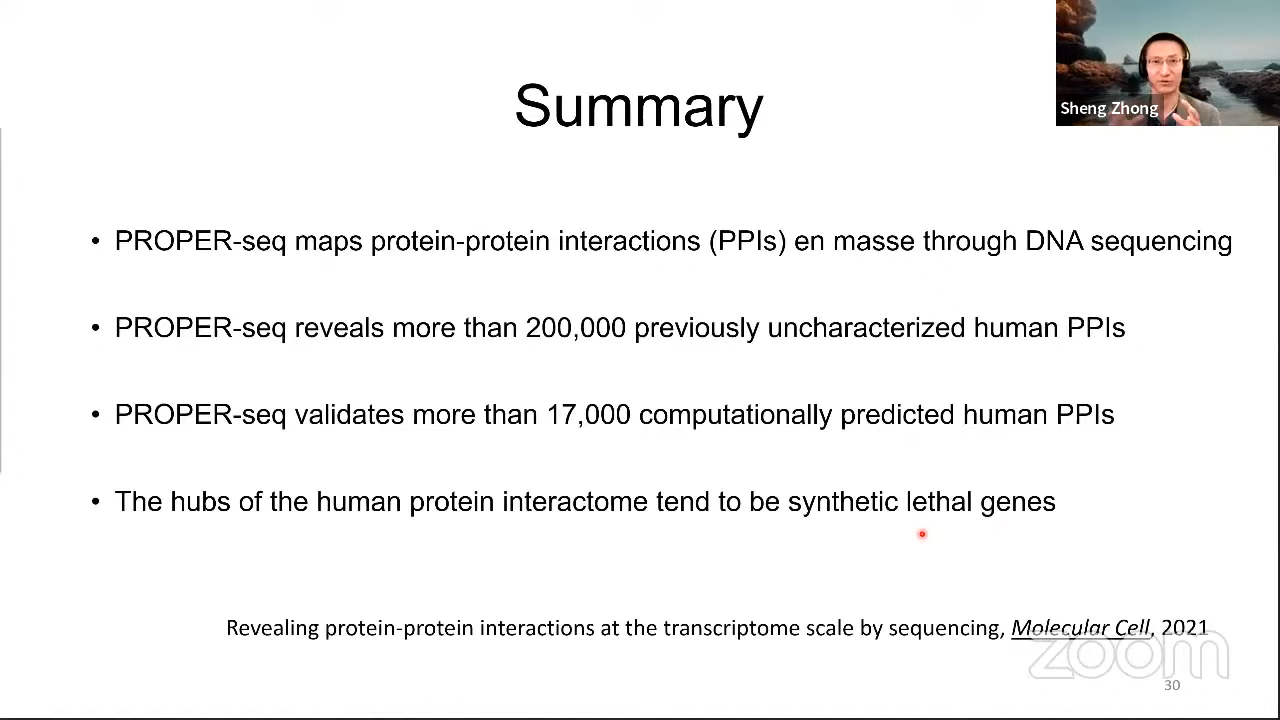 Sheng Zhong
Summary
• PROPER-seq maps protein-protein interactions (PPIs) en masse through DNA sequencing
• PROPER-seq reveals more than 200,000 previously uncharacterized human PPIs
• PROPER-seq validates more than 17,000 computationally predicted human PPIs
• The hubs of the human protein interactome tend to be synthetic lethal genes
Revealing protein-protein interactions at the transcriptome scale by sequencing, Molecular Cell, 2021
zoom
30